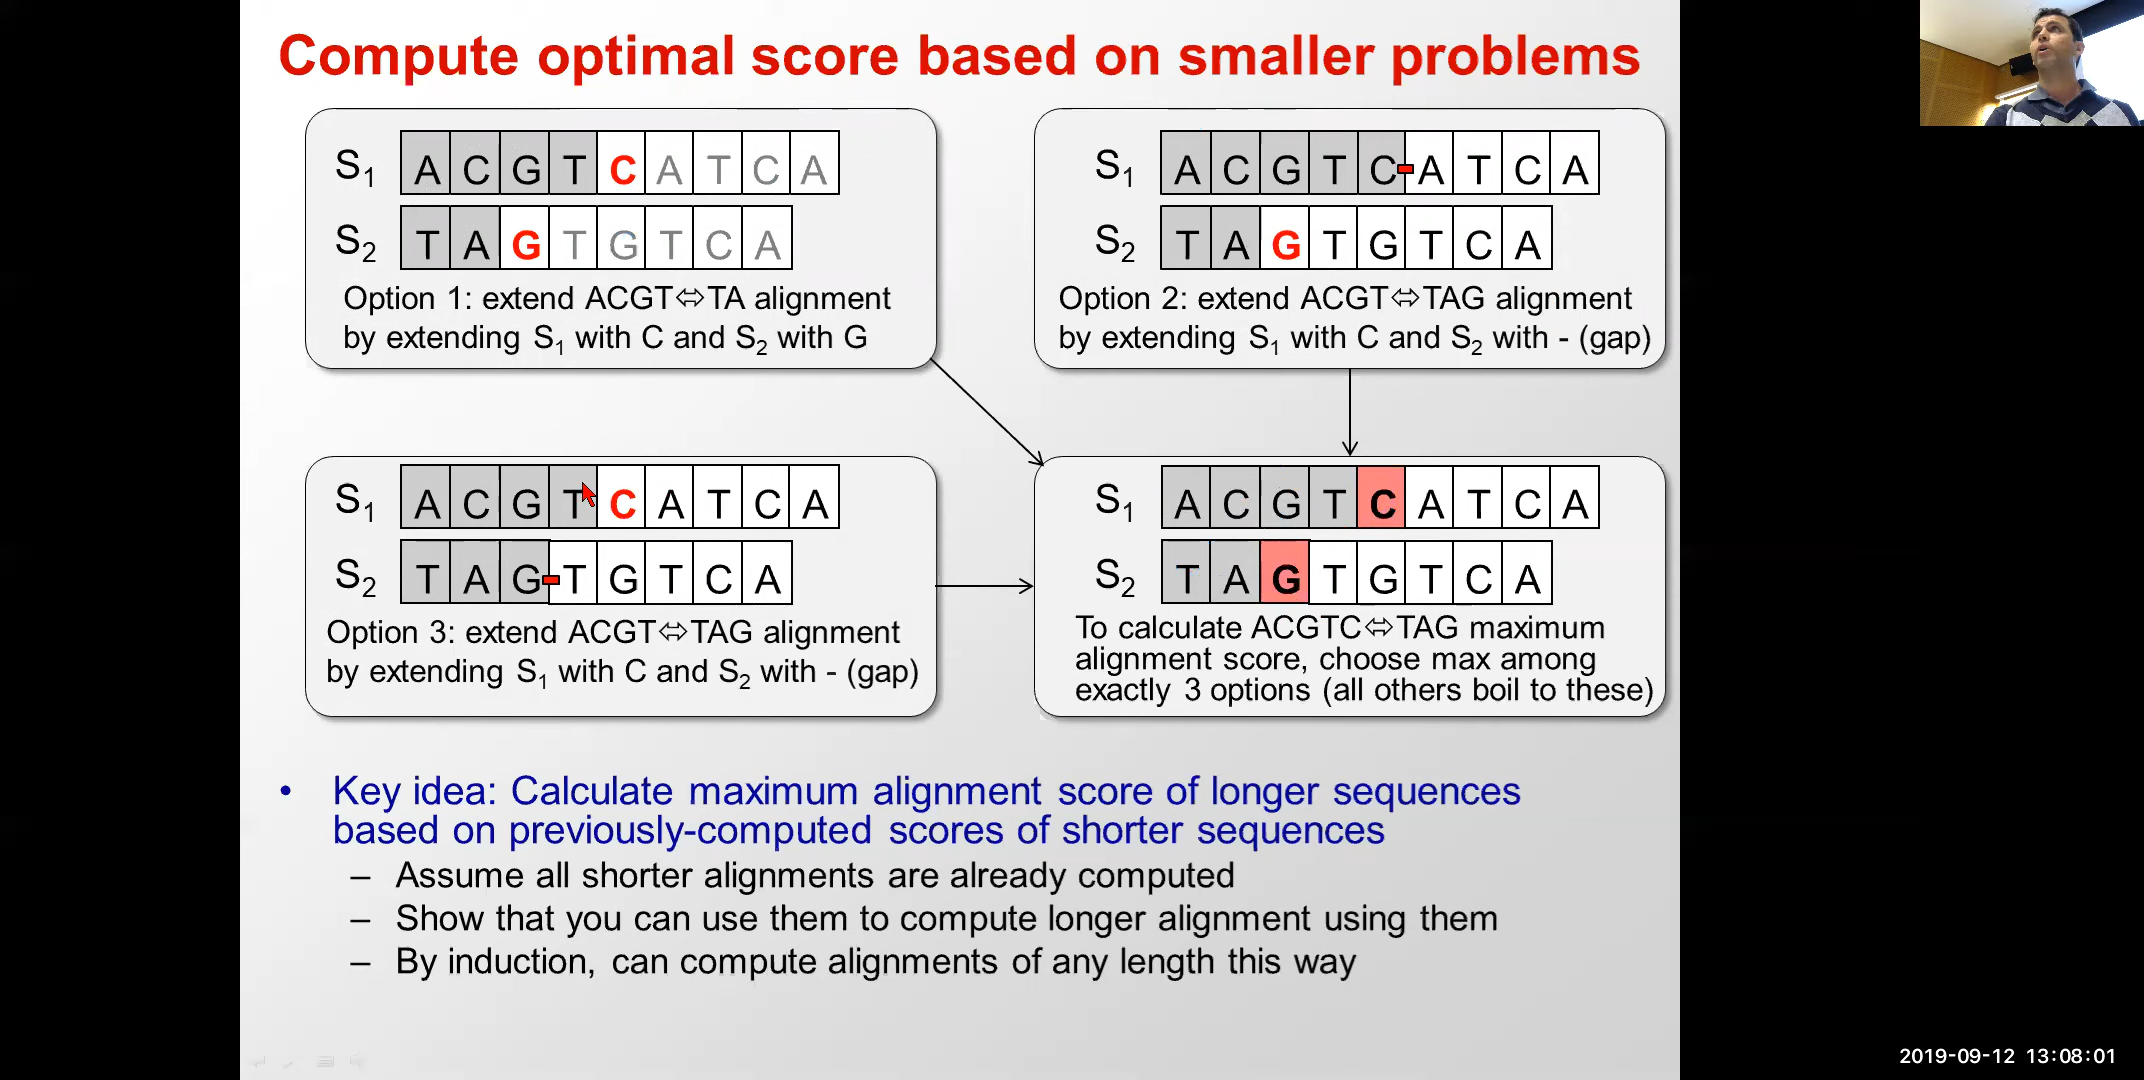 Compute optimal score based on smaller problems
S1 A C G T C A T C A
S2 T A G T G T C A
Option 1: extend ACGT⇔TA alignment
by extending S1 with C and S2 with G
S1 A C G T C - A T C A
S2 T A G T G T C A
Option 2: extend ACGT⇔TAG alignment
by extending S1 with C and S2 with - (gap)
S1 A C G T C A T C A
S2 T A G - T G T C A
Option 3: extend ACGT⇔TAG alignment
by extending S1 with C and S2 with - (gap)
S1 A C G T C A T C A
S2 T A G T G T C A
To calculate ACGTC⇔TAG maximum
alignment score, choose max among
exactly 3 options (all others boil to these)
• Key idea: Calculate maximum alignment score of longer sequences
based on previously-computed scores of shorter sequences
– Assume all shorter alignments are already computed
– Show that you can use them to compute longer alignment using them
– By induction, can compute alignments of any length this way
2019-09-12 13:08:01